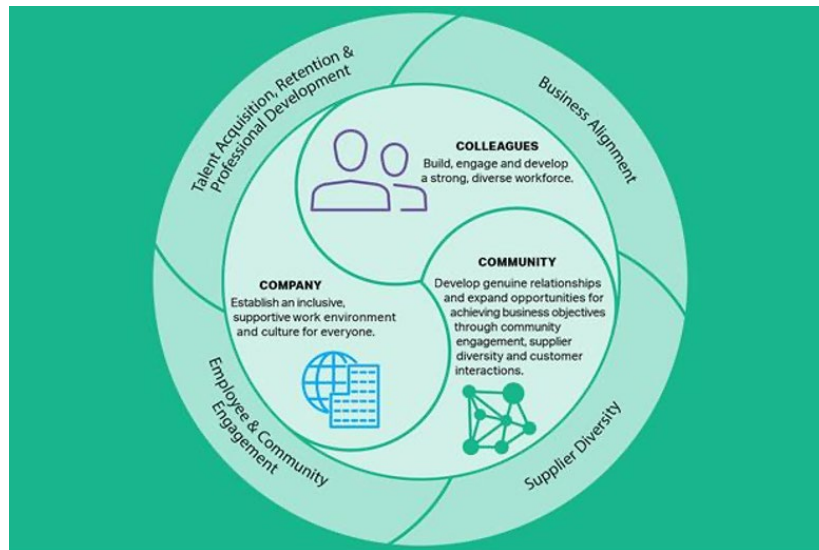 Talent Acquisition, Retention &
Professional Development
Business Alignment
COLLEAGUES
Build, engage and develop
a strong, diverse workforce.
COMMUNITY
Develop genuine relationships
and expand opportunities for
achieving business objectives
through community
engagement, supplier
diversity and customer
interactions.
COMPANY
Establish an inclusive,
supportive work environment
and culture for everyone.
Employee & Community
Engagement
Supplier Diversity